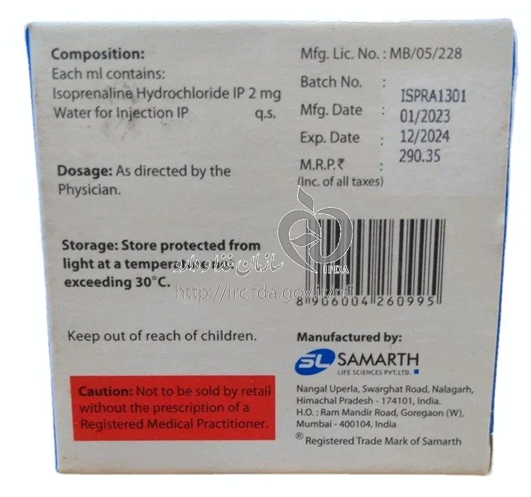 Composition:
Each ml contains:
Isoprenaline Hydrochloride IP 2 mg
Water for Injection IP q.s.
Dosage: As directed by the
Physician.
Storage: Store protected from
light at a temperature not
exceeding 30°C.
Keep out of reach of children.
Caution: Not to be sold by retail
without the prescription of a
Registered Medical Practitioner.
Mfg. Lic. No. : MB/05/228
Batch No. : ISPRA1301
Mfg. Date : 01/2023
Exp. Date : 12/2024
M.R.P.₹ : 290.35
(Inc. of all taxes)
8 906004 260995
Manufactured by:
SL SAMARTH
LIFE SCIENCES PVT.LTD.
Nangal Uperla, Swarghat Road, Nalagarh,
Himachal Pradesh - 174101, India.
H.O. : Ram Mandir Road, Goregaon (W),
Mumbai - 400104, India
® Registered Trade Mark of Samarth
سازمان غذا و دارو
IFDA